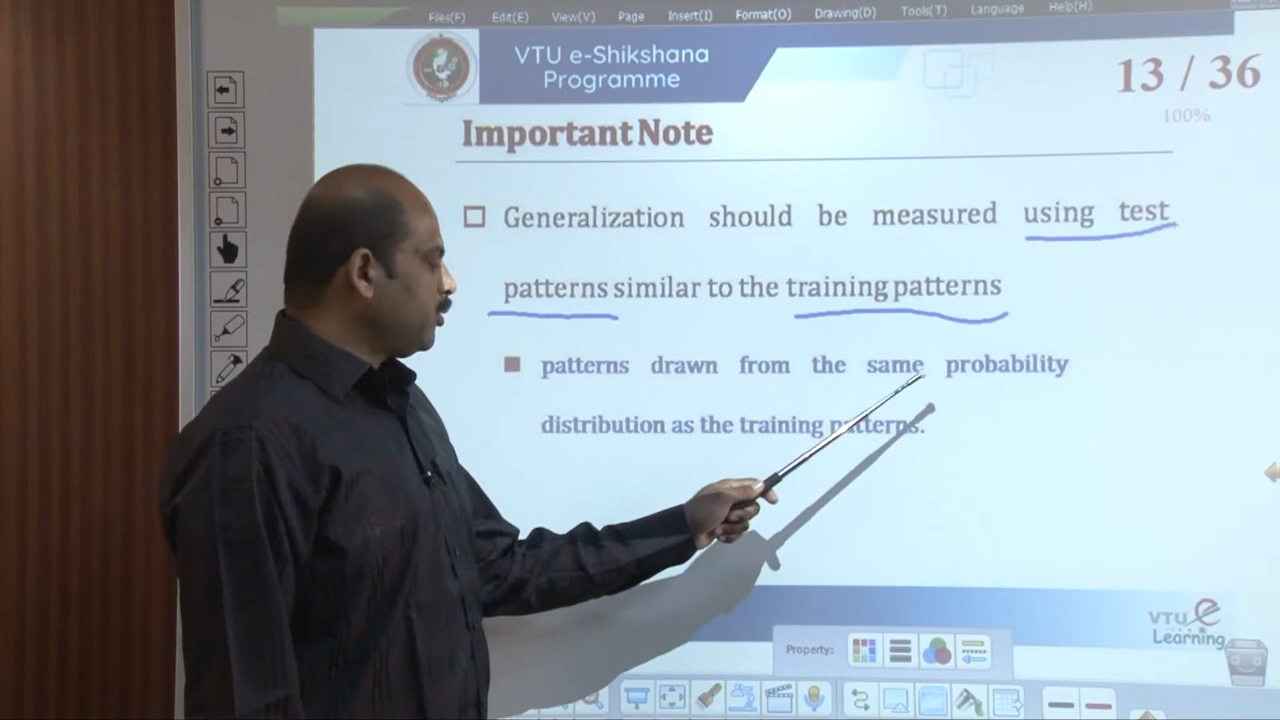 Files(F) Edit(E) View(V) Page Insert(I) Format(O) Drawing(D) Tools(T) Language Help(H)
VTU e-Shikshana
Programme
13 / 36
100%
Important Note
Generalization should be measured using test
patterns similar to the training patterns
patterns drawn from the same probability
distribution as the training patterns.
VTU e
Learning
Property: